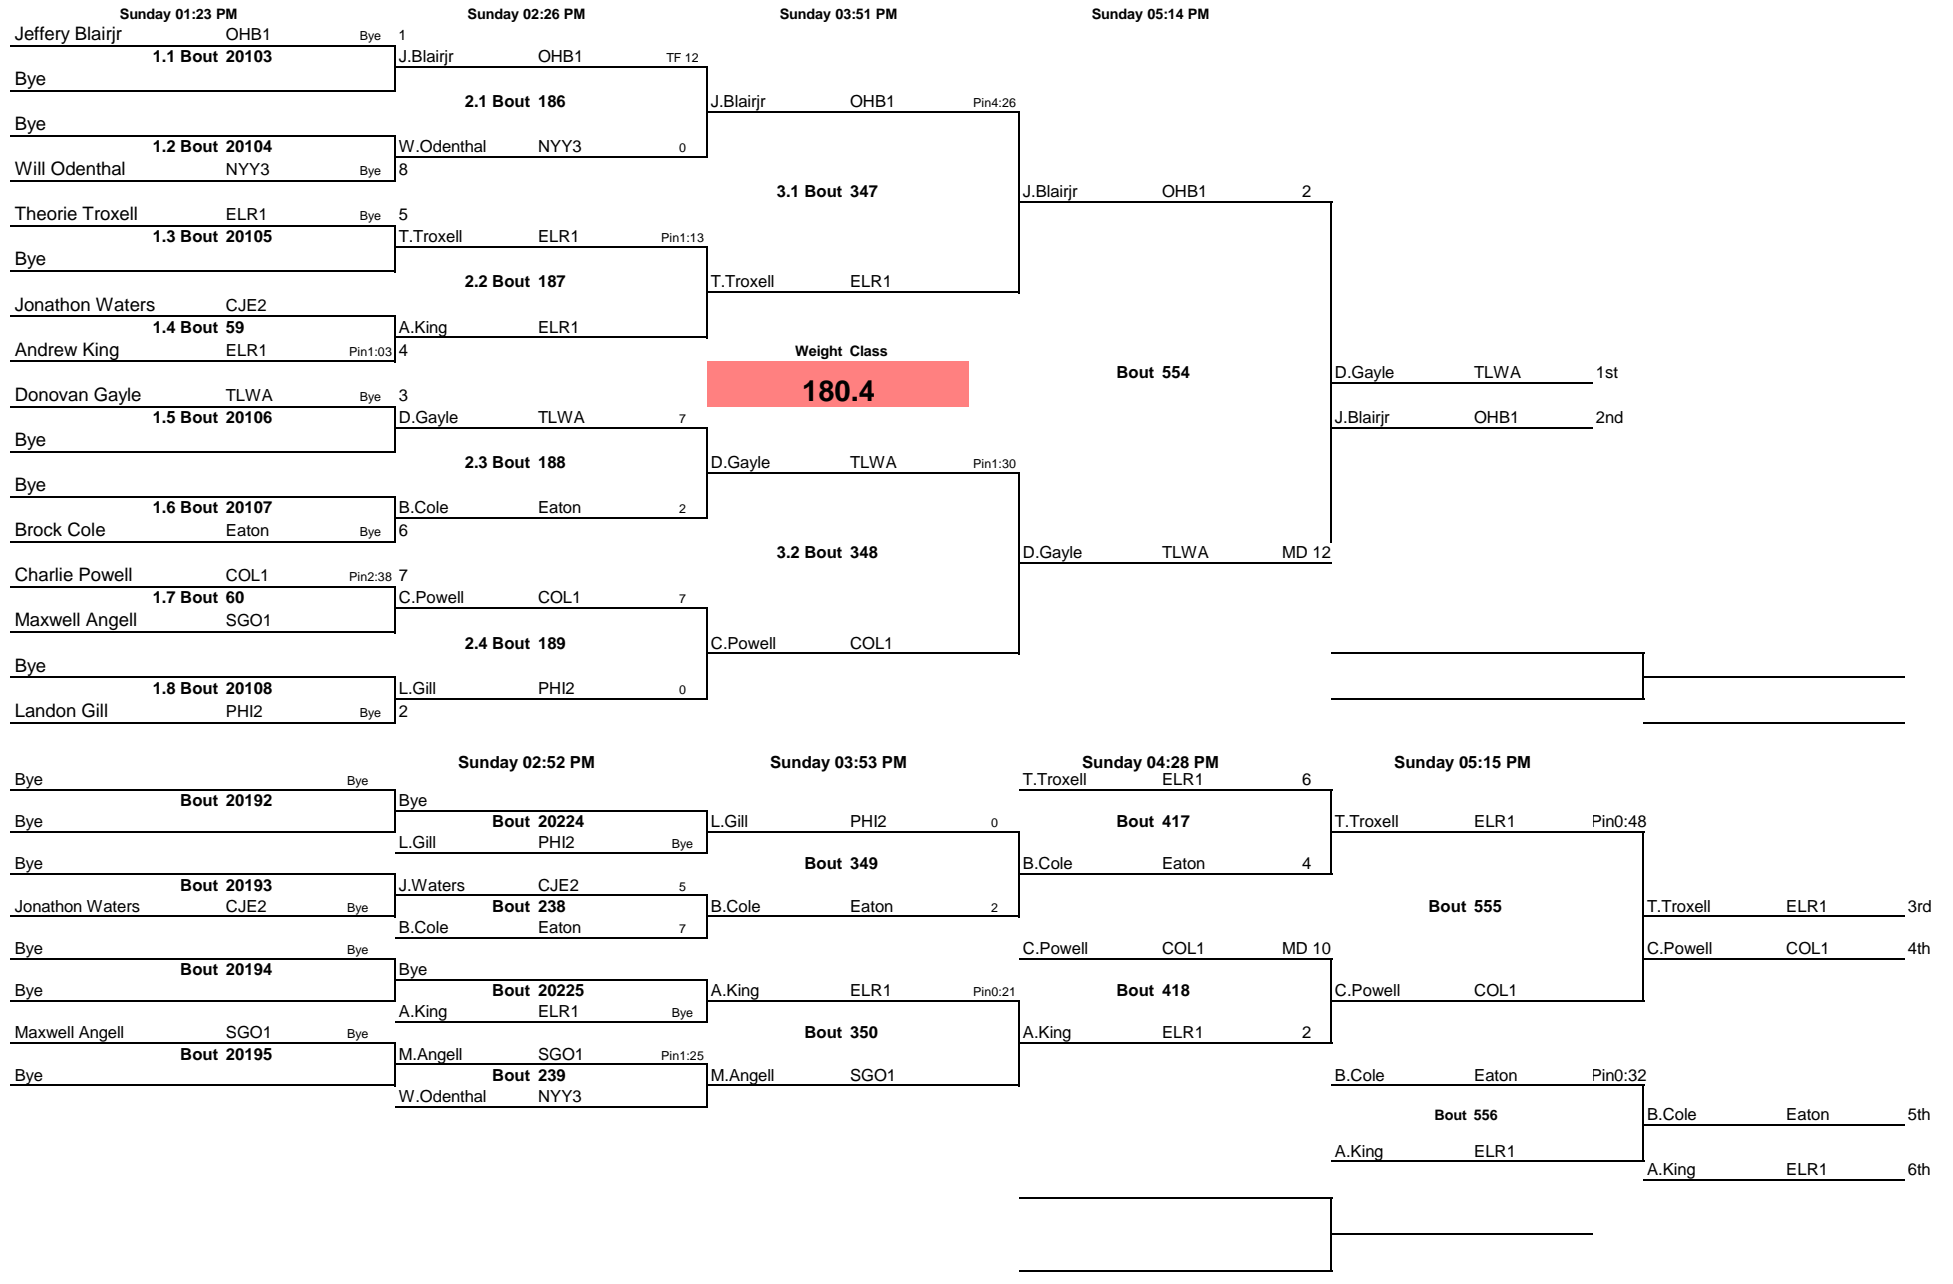 Sunday 01:23 PM Sunday 02:26 PM Sunday 03:51 PM Sunday 05:14 PM
Jeffery Blairjr OHB1 Bye 1
1.1 Bout 20103 J.Blairjr OHB1 TF 12
Bye
2.1 Bout 186 J.Blairjr OHB1 Pin4:26
Bye
1.2 Bout 20104 W.Odenthal NYY3 0
Will Odenthal NYY3 Bye 8
3.1 Bout 347 J.Blairjr OHB1 2
Theorie Troxell ELR1 Bye 5
1.3 Bout 20105 T.Troxell ELR1 Pin1:13
Bye
2.2 Bout 187 T.Troxell ELR1
Jonathon Waters CJE2
1.4 Bout 59 A.King ELR1
Andrew King ELR1 Pin1:03 4 Weight Class
Bout 554 D.Gayle TLWA 1st
Donovan Gayle TLWA Bye 3 180.4
1.5 Bout 20106 D.Gayle TLWA 7 J.Blairjr OHB1 2nd
Bye
2.3 Bout 188 D.Gayle TLWA Pin1:30
Bye
1.6 Bout 20107 B.Cole Eaton 2
Brock Cole Eaton Bye 6
3.2 Bout 348 D.Gayle TLWA MD 12
Charlie Powell COL1 Pin2:38 7
1.7 Bout 60 C.Powell COL1 7
Maxwell Angell SGO1
2.4 Bout 189 C.Powell COL1
Bye
1.8 Bout 20108 L.Gill PHI2 0
Landon Gill PHI2 Bye 2
Sunday 02:52 PM Sunday 03:53 PM Sunday 04:28 PM Sunday 05:15 PM
Bye Bye T.Troxell ELR1 6
Bout 20192 Bye
Bye Bout 20224 L.Gill PHI2 0 Bout 417 T.Troxell ELR1 Pin0:48
L.Gill PHI2 Bye
Bye Bout 349 B.Cole Eaton 4
Bout 20193 J.Waters CJE2 5
Jonathon Waters CJE2 Bye Bout 238 B.Cole Eaton 2 Bout 555 T.Troxell ELR1 3rd
B.Cole Eaton 7
Bye Bye C.Powell COL1 MD 10 C.Powell COL1 4th
Bout 20194 Bye
Bye Bout 20225 A.King ELR1 Pin0:21 Bout 418 C.Powell COL1
A.King ELR1 Bye
Maxwell Angell SGO1 Bye Bout 350 A.King ELR1 2
Bout 20195 M.Angell SGO1 Pin1:25
Bye Bout 239 M.Angell SGO1 B.Cole Eaton Pin0:32
W.Odenthal NYY3
Bout 556 B.Cole Eaton 5th
A.King ELR1
A.King ELR1 6th